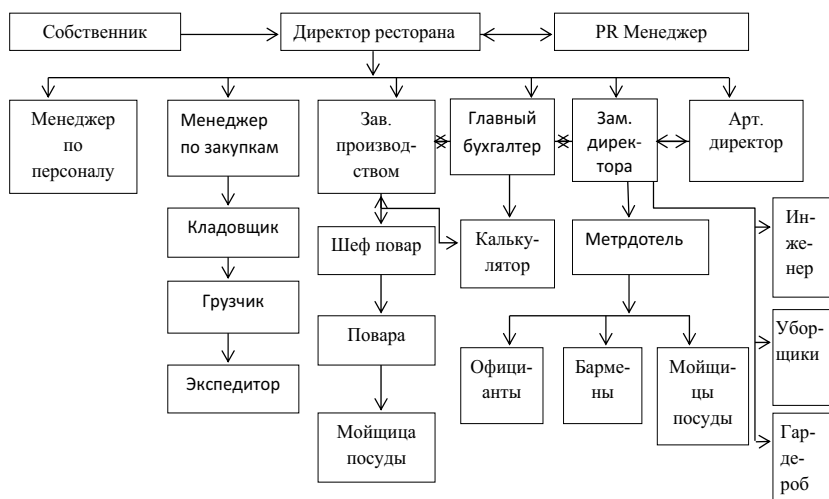 Собственник
Директор ресторана
PR Менеджер
Менеджер
по
персоналу
Менеджер
по закупкам
Зав.
производ-
ством
Главный
бухгалтер
Зам.
дирек-
тора
Арт.
директор
Кладовщик
Шеф повар
Кальку-
лятор
Метрдотель
Ин-
же-
нер
Грузчик
Повара
Офици-
анты
Барме-
ны
Мойщи-
цы
посуды
Убор-
щики
Экспедитор
Мойщица
посуды
Гар-
де-
роб